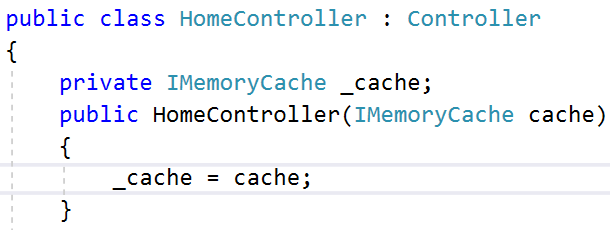 public class HomeController : Controller
{
    private IMemoryCache _cache;
    public HomeController(IMemoryCache cache)
    {
        _cache = cache;
    }